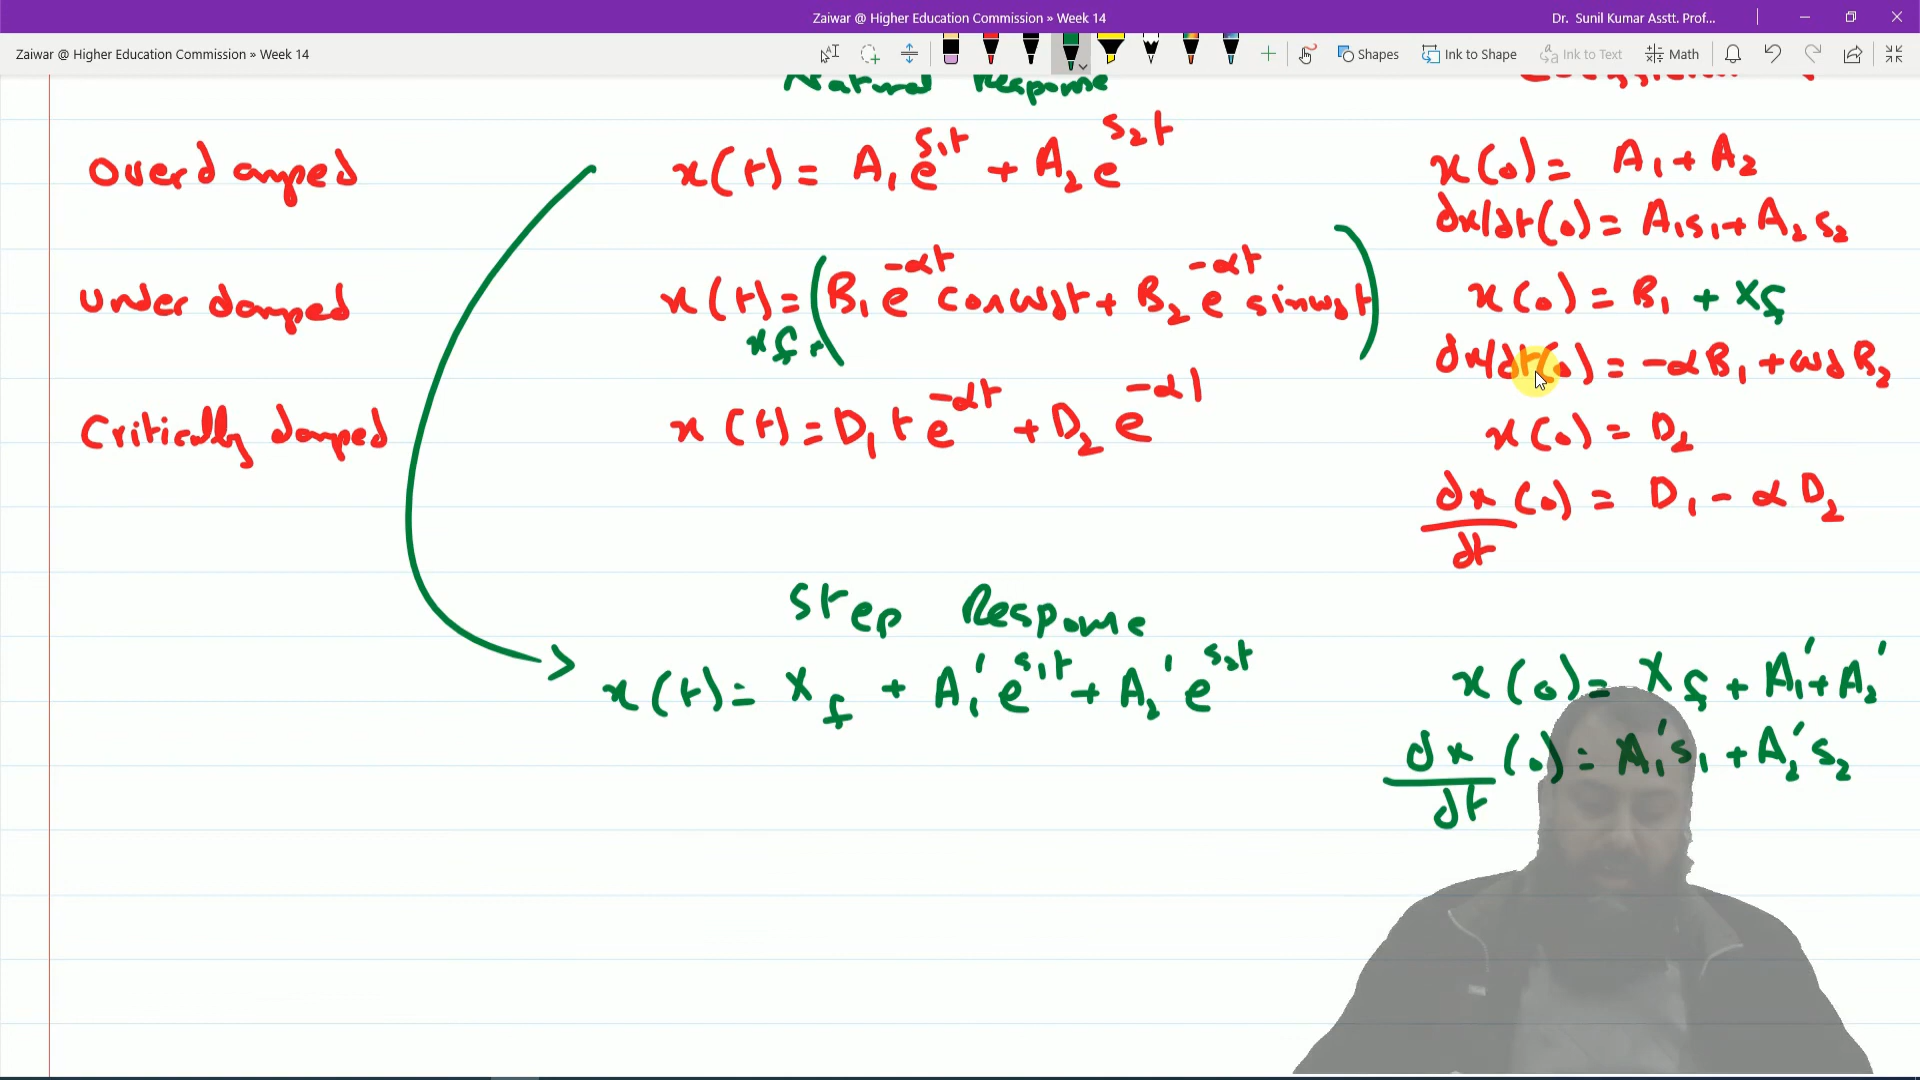 Zaiwar @ Higher Education Commission » Week 14
Dr. Sunil Kumar Asstt. Prof...
Zaiwar @ Higher Education Commission » Week 14
Shapes
Ink to Shape
Ink to Text
Math
Natural Response
Overdamped
x(t) = A₁e^s₁t + A₂e^s₂t
x(0) = A₁ + A₂
dx/dt(0) = A₁s₁ + A₂s₂
Under damped
x(t) = (B₁e^-αt cosωdt + B₂e^-αt sinωdt)
xf +
x(0) = B₁ + Xf
dx/dt(0) = -αB₁ + ωdB₂
Critically damped
x(t) = D₁te^-αt + D₂e^-αt
x(0) = D₂
dx/dt (0) = D₁ - αD₂
Step Response
x(t) = Xf + A₁'e^s₁t + A₂'e^s₂t
x(0) = Xf + A₁' + A₂'
dx/dt (0) = A₁'s₁ + A₂'s₂